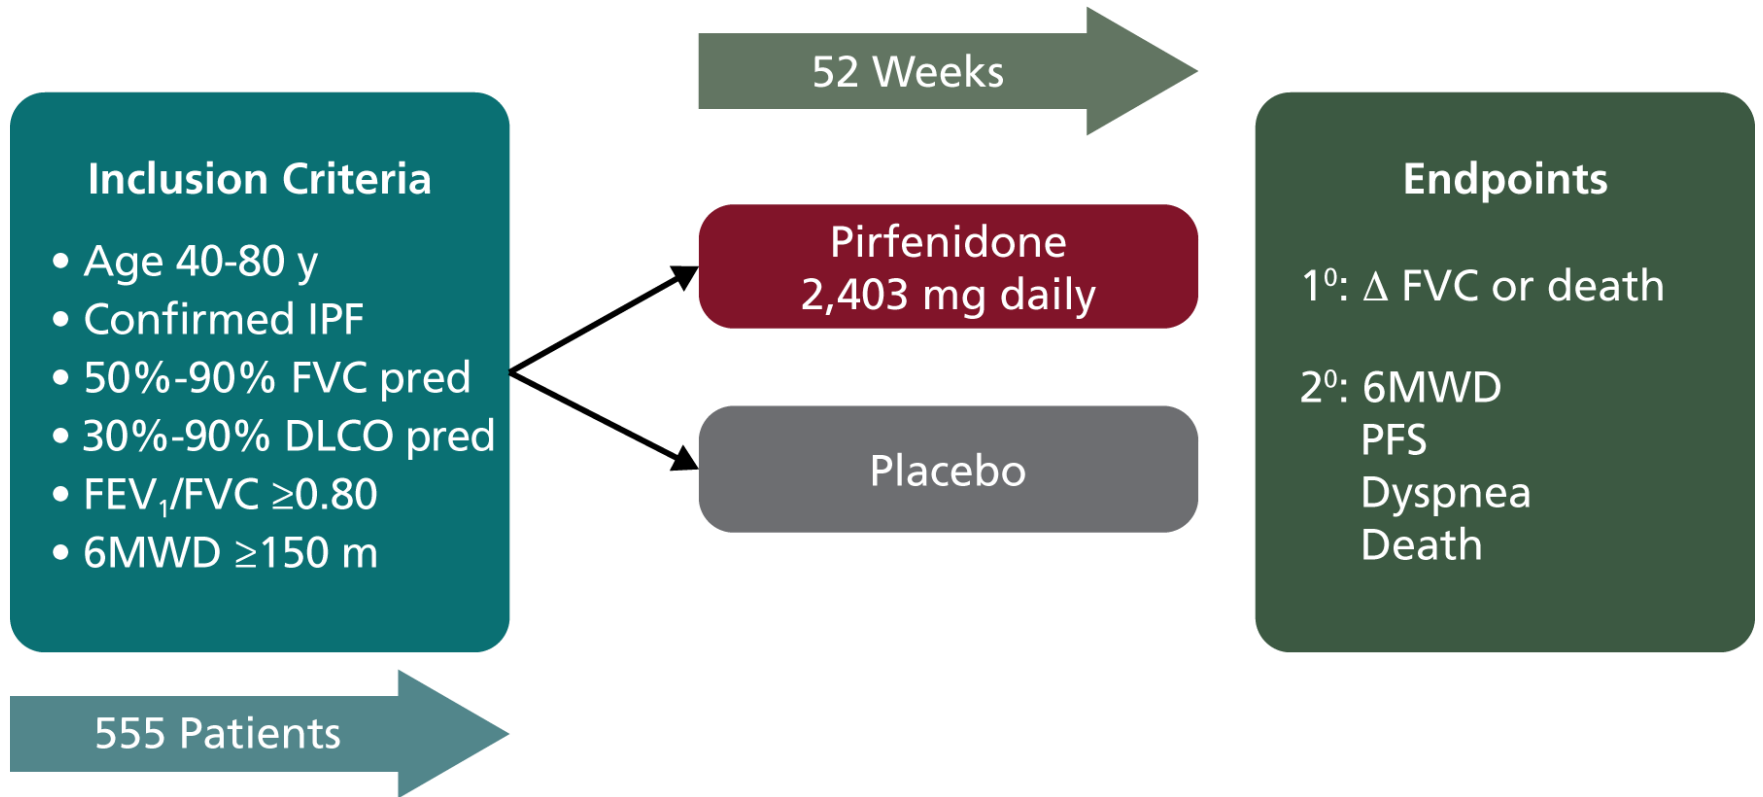 52 Weeks
Inclusion Criteria
• Age 40-80 y
• Confirmed IPF
• 50%-90% FVC pred
• 30%-90% DLCO pred
• FEV₁/FVC ≥0.80
• 6MWD ≥150 m
555 Patients
Pirfenidone
2,403 mg daily
Placebo
Endpoints
1⁰: Δ FVC or death
2⁰: 6MWD
PFS
Dyspnea
Death